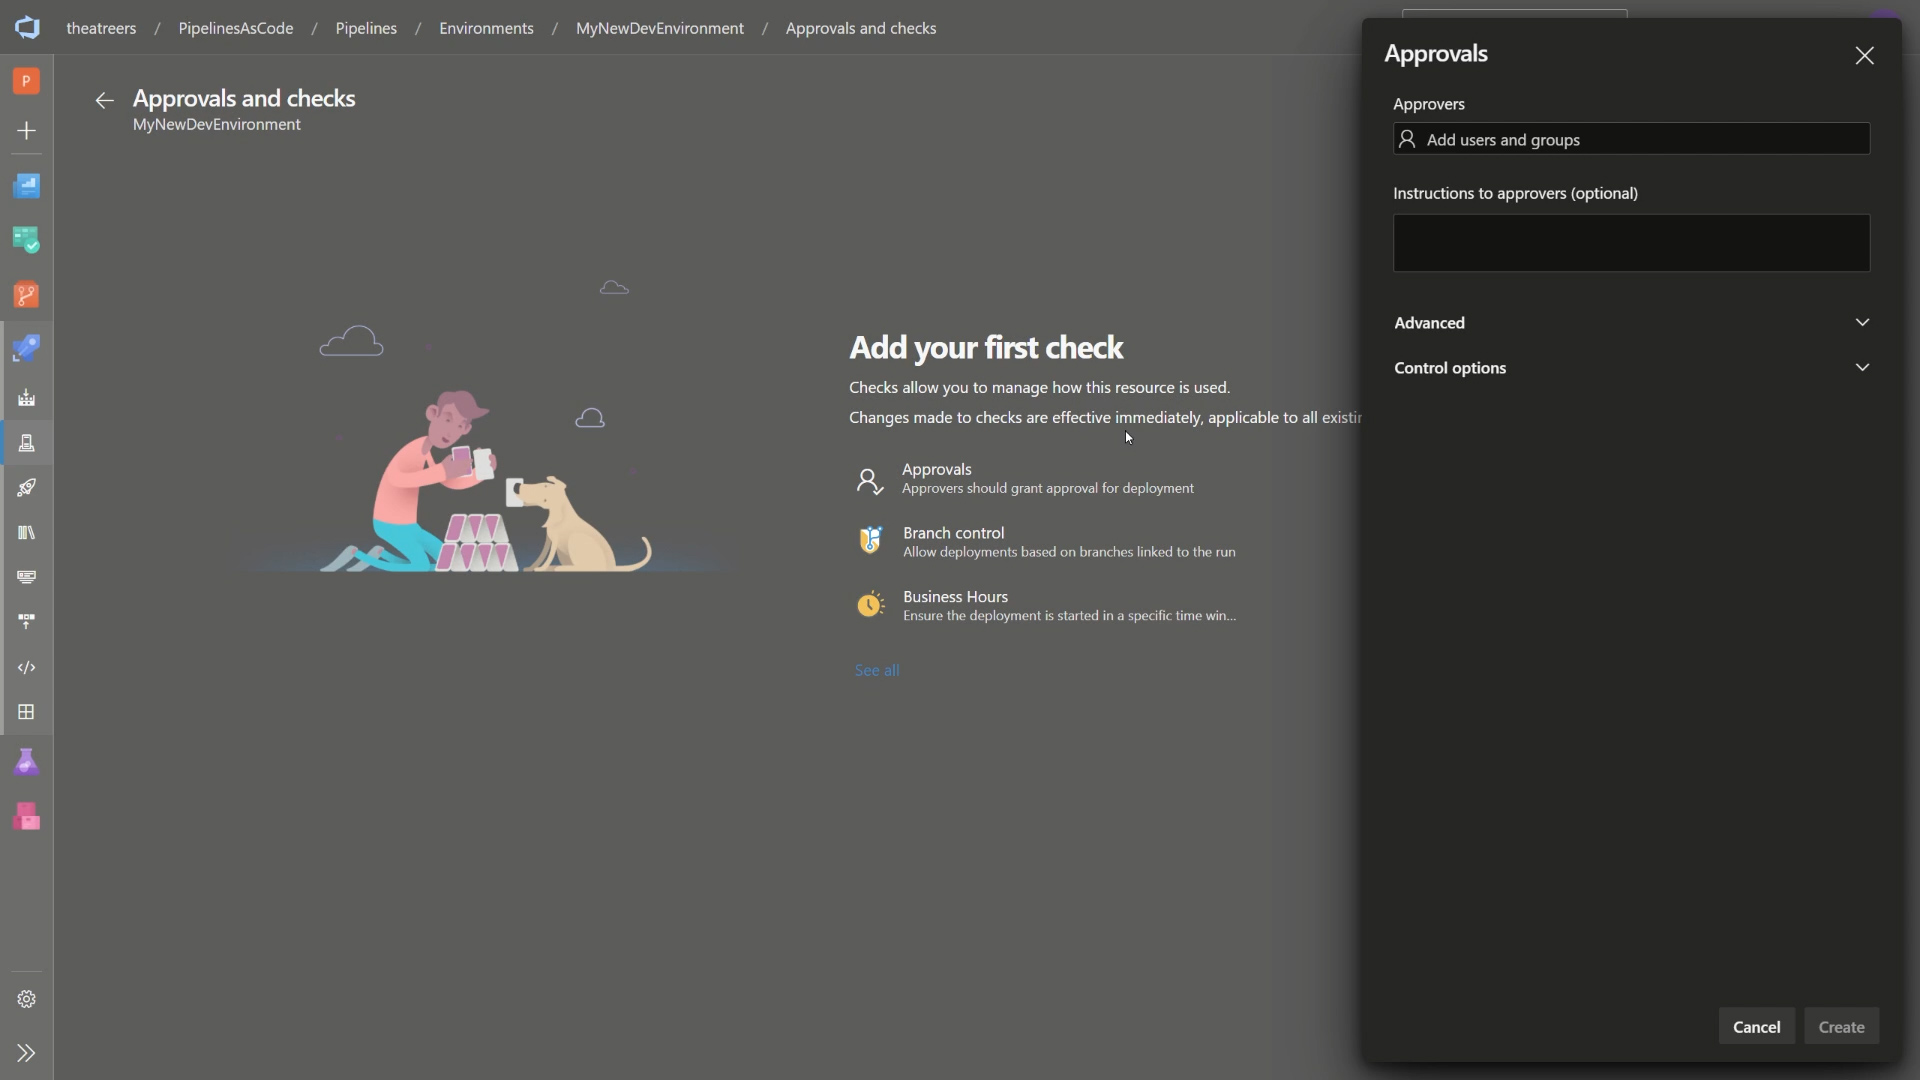 theatreers / PipelinesAsCode / Pipelines / Environments / MyNewDevEnvironment / Approvals and checks
P
Approvals and checks
MyNewDevEnvironment
Add your first check
Checks allow you to manage how this resource is used.
Changes made to checks are effective immediately, applicable to all existin
Approvals
Approvers should grant approval for deployment
Branch control
Allow deployments based on branches linked to the run
Business Hours
Ensure the deployment is started in a specific time win...
See all
Approvals
Approvers
Add users and groups
Instructions to approvers (optional)
Advanced
Control options
Cancel
Create